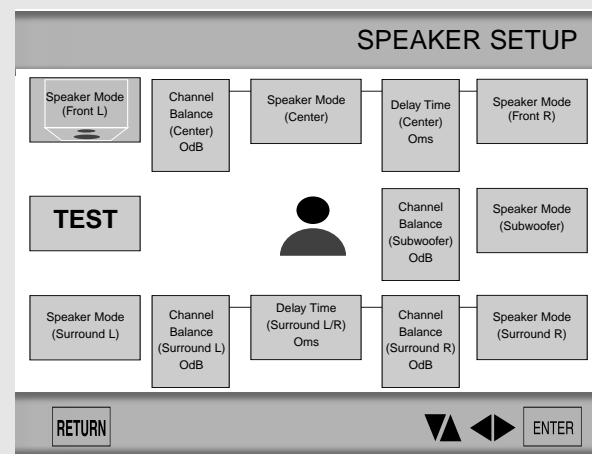 SPEAKER SETUP
Speaker Mode
(Front L)
Channel
Balance
(Center)
OdB
Speaker Mode
(Center)
Delay Time
(Center)
Oms
Speaker Mode
(Front R)
TEST
Channel
Balance
(Subwoofer)
OdB
Speaker Mode
(Subwoofer)
Speaker Mode
(Surround L)
Channel
Balance
(Surround L)
OdB
Delay Time
(Surround L/R)
Oms
Channel
Balance
(Surround R)
OdB
Speaker Mode
(Surround R)
RETURN
ENTER